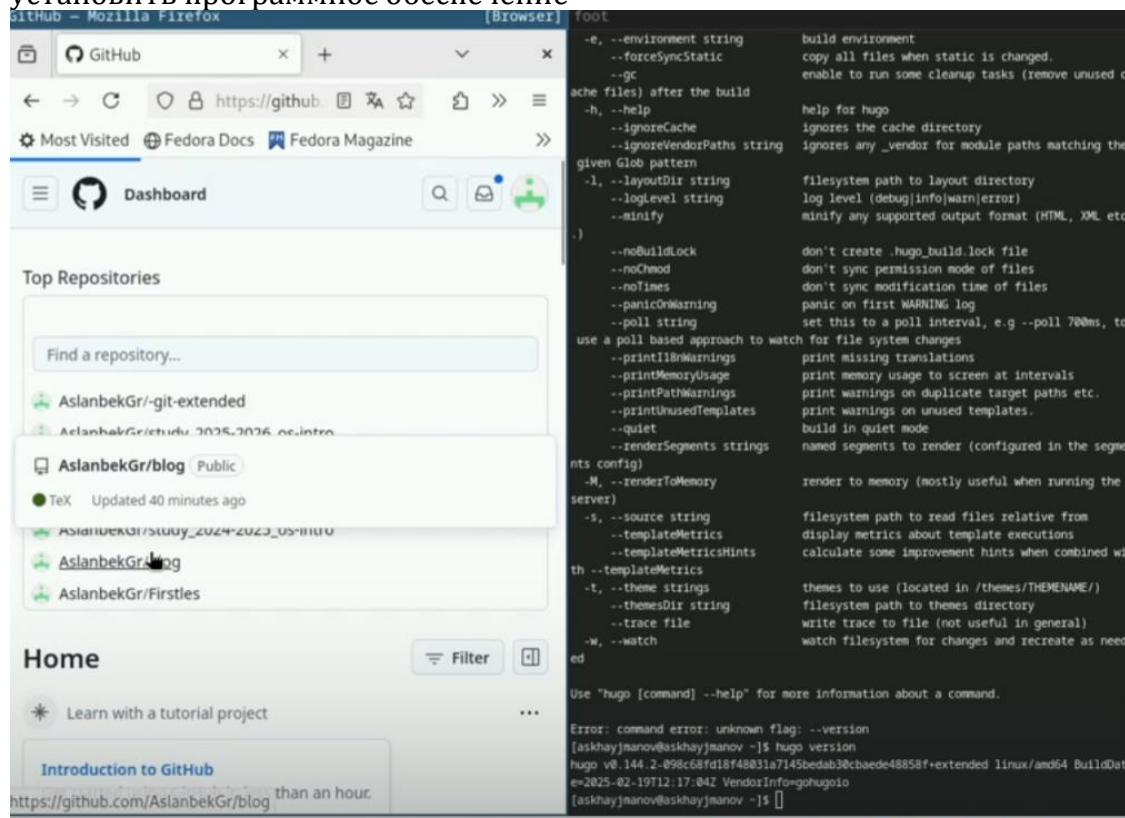 установить программное обеспечение
GitHub — Mozilla Firefox [Browser]
GitHub
https://github.
Most Visited Fedora Docs Fedora Magazine
Dashboard
Top Repositories
Find a repository...
AslanbekGr/-git-extended
AslanbekGr/study_2025-2026_os-intro
AslanbekGr/blog Public
TeX Updated 40 minutes ago
AslanbekGr/study_2024-2025_os-intro
AslanbekGr/blog
AslanbekGr/Firstles
Home Filter
Learn with a tutorial project ...
Introduction to GitHub
than an hour.
https://github.com/AslanbekGr/blog
foot
-e, --environment string build environment
--forceSyncStatic copy all files when static is changed.
--gc enable to run some cleanup tasks (remove unused c
ache files) after the build
-h, --help help for hugo
--ignoreCache ignores the cache directory
--ignoreVendorPaths string ignores any _vendor for module paths matching the
given Glob pattern
-l, --layoutDir string filesystem path to layout directory
--logLevel string log level (debug|info|warn|error)
--minify minify any supported output format (HTML, XML etc
.)
--noBuildLock don't create .hugo_build.lock file
--noChmod don't sync permission mode of files
--noTimes don't sync modification time of files
--panicOnWarning panic on first WARNING log
--poll string set this to a poll interval, e.g --poll 700ms, to
use a poll based approach to watch for file system changes
--printI18nWarnings print missing translations
--printMemoryUsage print memory usage to screen at intervals
--printPathWarnings print warnings on duplicate target paths etc.
--printUnusedTemplates print warnings on unused templates.
--quiet build in quiet mode
--renderSegments strings named segments to render (configured in the segme
nts config)
-M, --renderToMemory render to memory (mostly useful when running the
server)
-s, --source string filesystem path to read files relative from
--templateMetrics display metrics about template executions
--templateMetricsHints calculate some improvement hints when combined wi
th --templateMetrics
-t, --theme strings themes to use (located in /themes/THEMENAME/)
--themesDir string filesystem path to themes directory
--trace file write trace to file (not useful in general)
-w, --watch watch filesystem for changes and recreate as need
ed
Use "hugo [command] --help" for more information about a command.
Error: command error: unknown flag: --version
[askhayjmanov@askhayjmanov ~]$ hugo version
hugo v0.144.2-098c68fd18f48031a7145bedab30cbaede48858f+extended linux/amd64 BuildDat
e=2025-02-19T12:17:04Z VendorInfo=gohugoio
[askhayjmanov@askhayjmanov ~]$